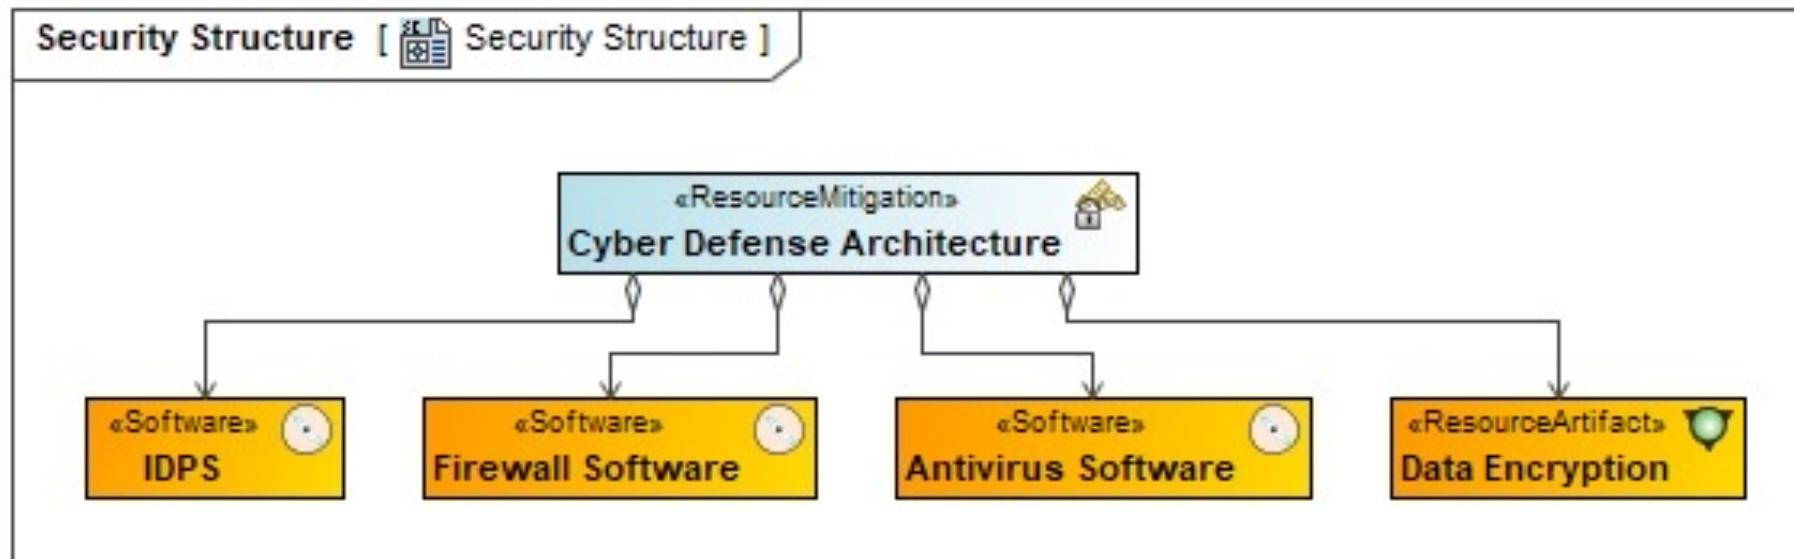 Security Structure [ Security Structure ]
«ResourceMitigation»
Cyber Defense Architecture
«Software»
IDPS
«Software»
Firewall Software
«Software»
Antivirus Software
«ResourceArtifact»
Data Encryption